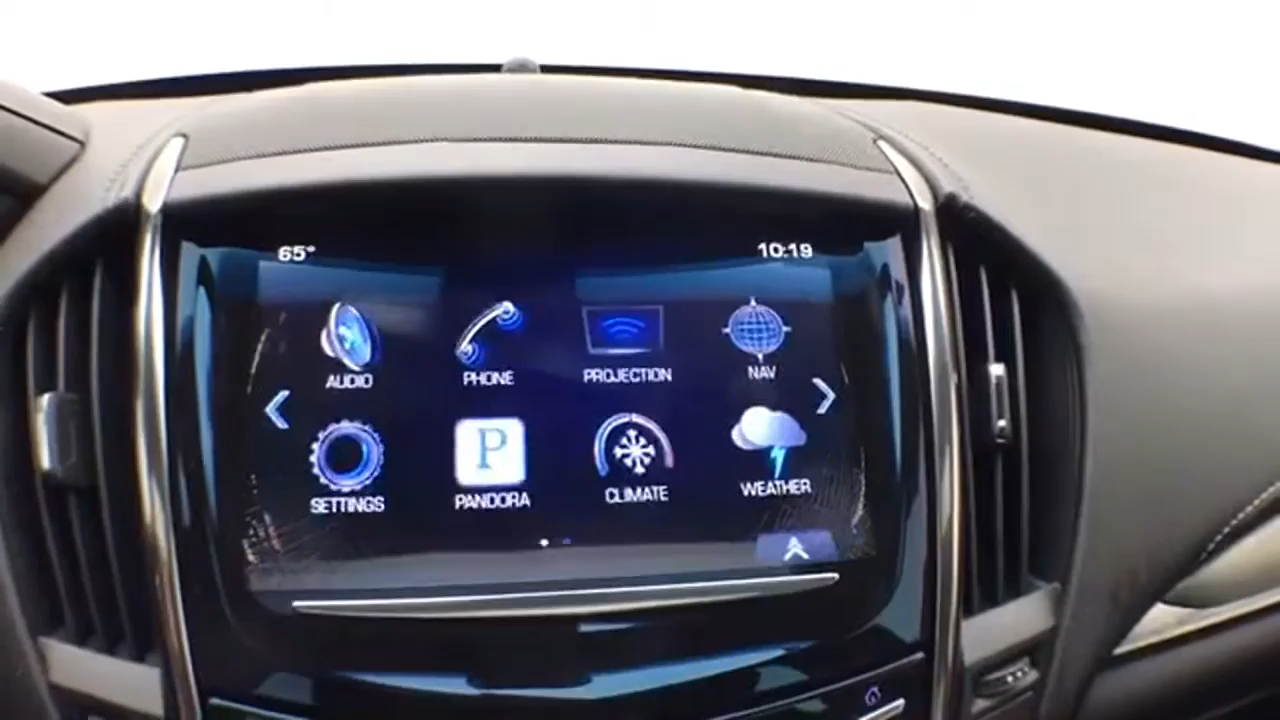 65° 10:19
AUDIO PHONE PROJECTION NAV
P
SETTINGS PANDORA CLIMATE WEATHER